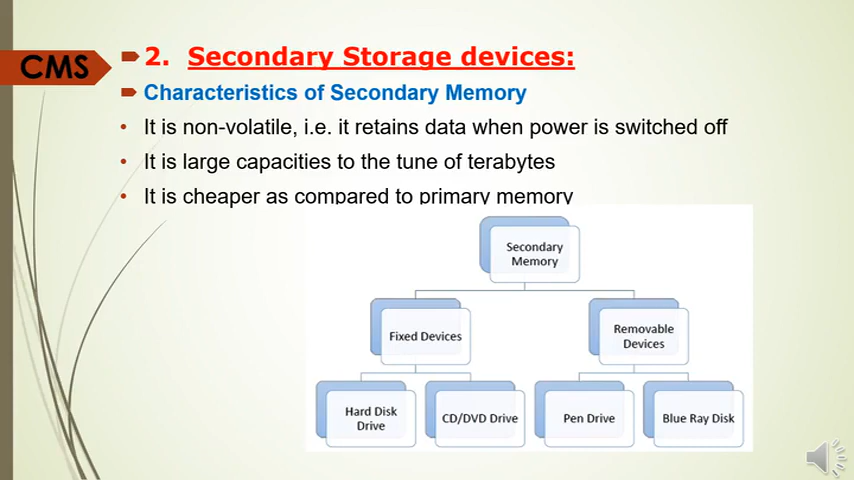 CMS
2. Secondary Storage devices:
Characteristics of Secondary Memory
• It is non-volatile, i.e. it retains data when power is switched off
• It is large capacities to the tune of terabytes
• It is cheaper as compared to primary memory
Secondary
Memory
Fixed Devices
Removable
Devices
Hard Disk
Drive
CD/DVD Drive
Pen Drive
Blue Ray Disk